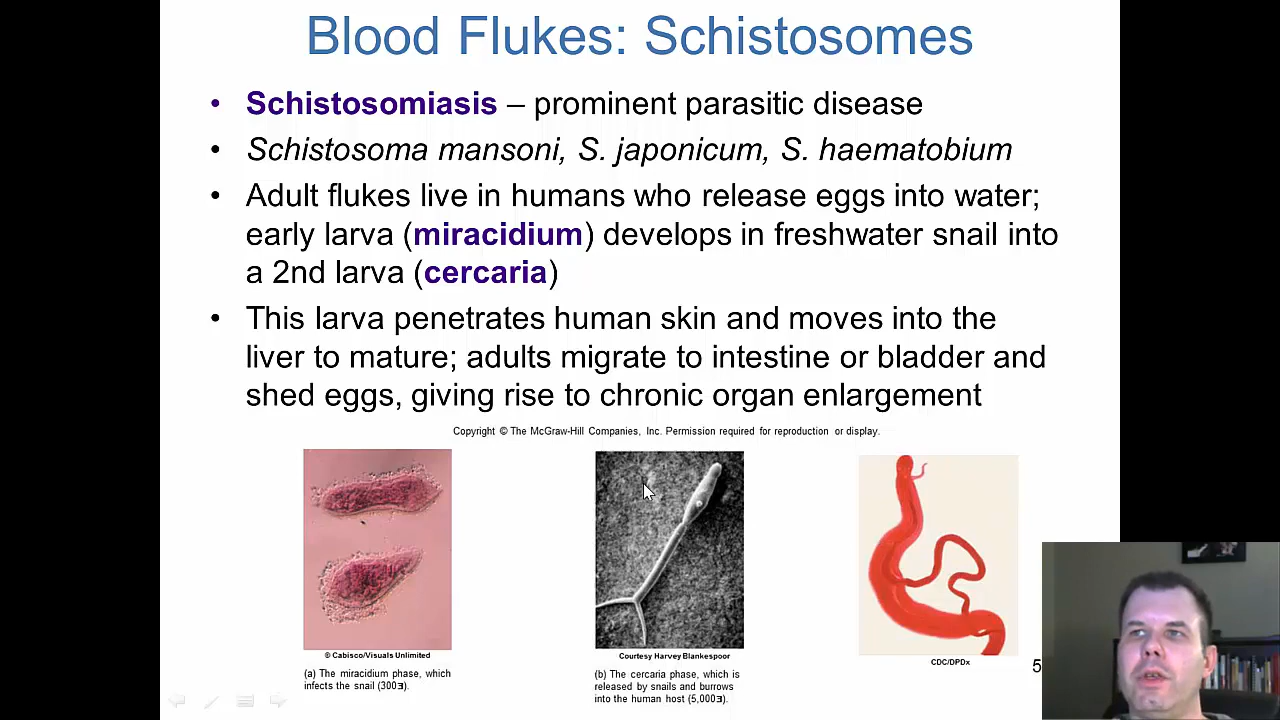 Blood Flukes: Schistosomes
• Schistosomiasis – prominent parasitic disease
• Schistosoma mansoni, S. japonicum, S. haematobium
• Adult flukes live in humans who release eggs into water;
early larva (miracidium) develops in freshwater snail into
a 2nd larva (cercaria)
• This larva penetrates human skin and moves into the
liver to mature; adults migrate to intestine or bladder and
shed eggs, giving rise to chronic organ enlargement
Copyright © The McGraw-Hill Companies, Inc. Permission required for reproduction or display.
® Cabisco/Visuals Unlimited
(a) The miracidium phase, which
infects the snail (300Ǝ).
Courtesy Harvey Blankespoor
(b) The cercaria phase, which is
released by snails and burrows
into the human host (5,000Ǝ).
CDC/DPDx
5